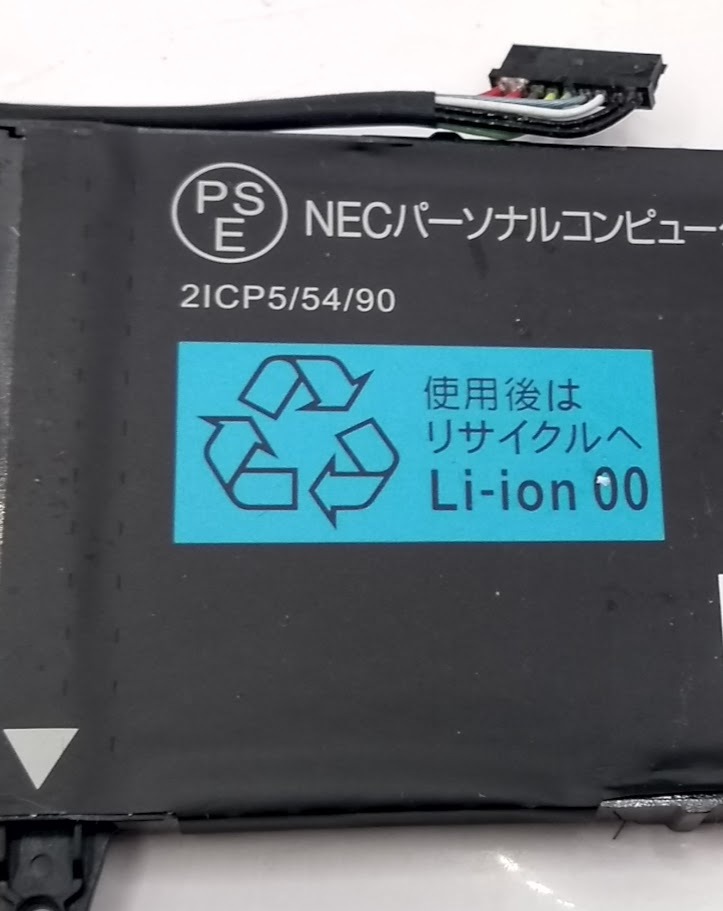 PS
E
NECパーソナルコンピュー
2ICP5/54/90
使用後は
リサイクルへ
Li-ion 00